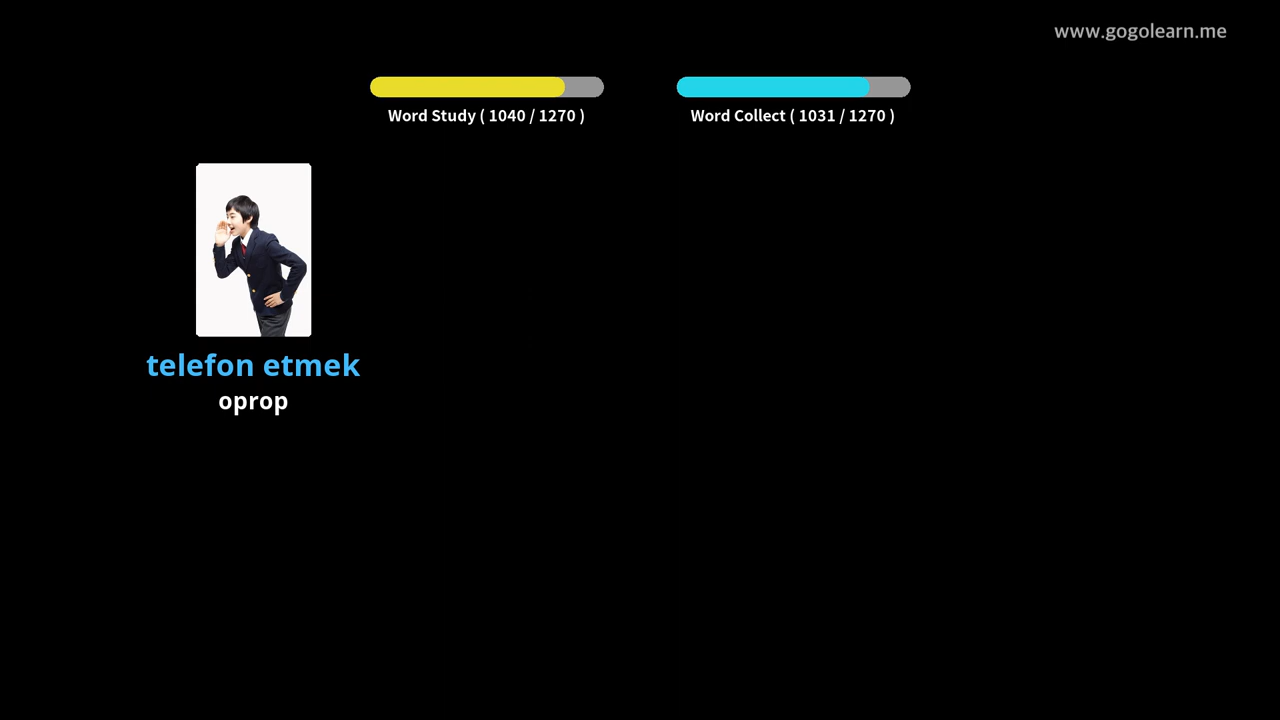 www.gogolearn.me
Word Study ( 1040 / 1270 )
Word Collect ( 1031 / 1270 )
telefon etmek
oprop